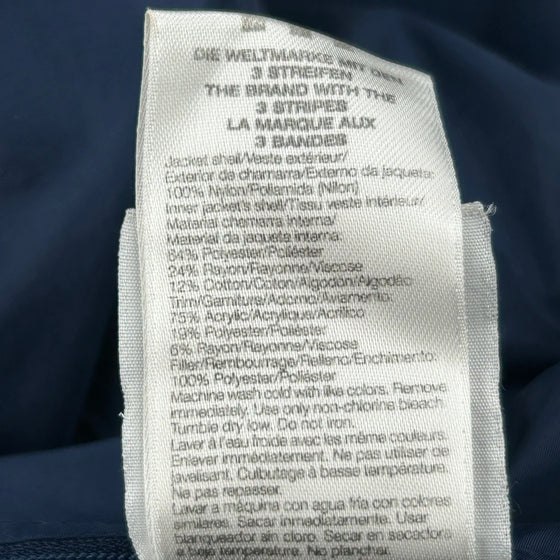 DIE WELTMARKE MIT DEN
3 STREIFEN
THE BRAND WITH THE
3 STRIPES
LA MARQUE AUX
3 BANDES
Jacket shell/Veste extérieur/
Exterior de chamarra/Externo da jaqueta:
100% Nylon/Poliamida (Nilon)
Inner jacket's shell/Tissu veste intérieur/
Material chamarra interna/
Material da jaqueta interna:
64% Polyester/Poliéster
24% Rayon/Rayonne/Viscose
12% Cotton/Coton/Algodon/Algodão
Trim/Garniture/Adorno/Aviamento:
75% Acrylic/Acrylique/Acrilico
19% Polyester/Poliéster
6% Rayon/Rayonne/Viscose
Filler/Rembourrage/Relleno/Enchimento:
100% Polyester/Poliéster
Machine wash cold with like colors. Remove
immediately. Use only non-chlorine bleach.
Tumble dry low. Do not iron.
Laver à l'eau froide avec les même couleurs.
Enlever immédiatement. Ne pas utiliser de
javelisant. Culbutage à basse température.
Ne pas repasser.
Lavar a màquina con agua fría con colores
similares. Sacar inmediatamente. Usar
blanqueador sin cloro. Secar en secadora
a baja temperatura. No planchar.